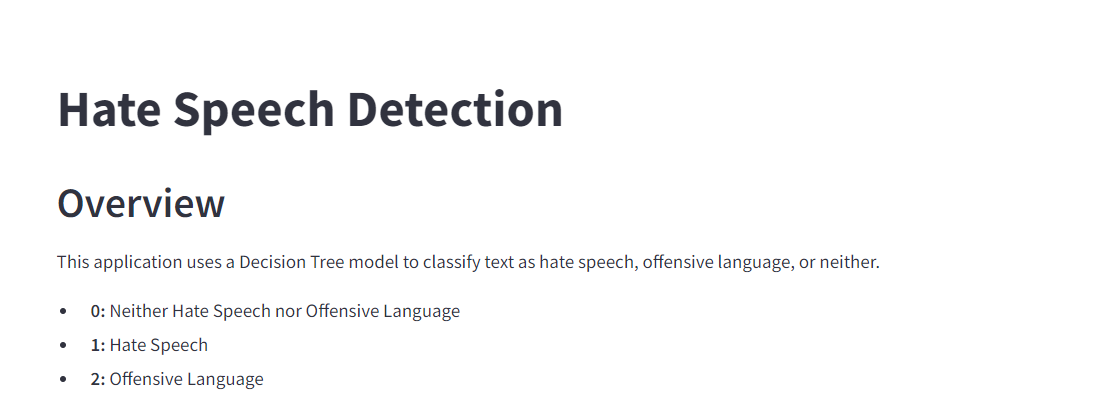 Hate Speech Detection
Overview
This application uses a Decision Tree model to classify text as hate speech, offensive language, or neither.
• 0: Neither Hate Speech nor Offensive Language
• 1: Hate Speech
• 2: Offensive Language